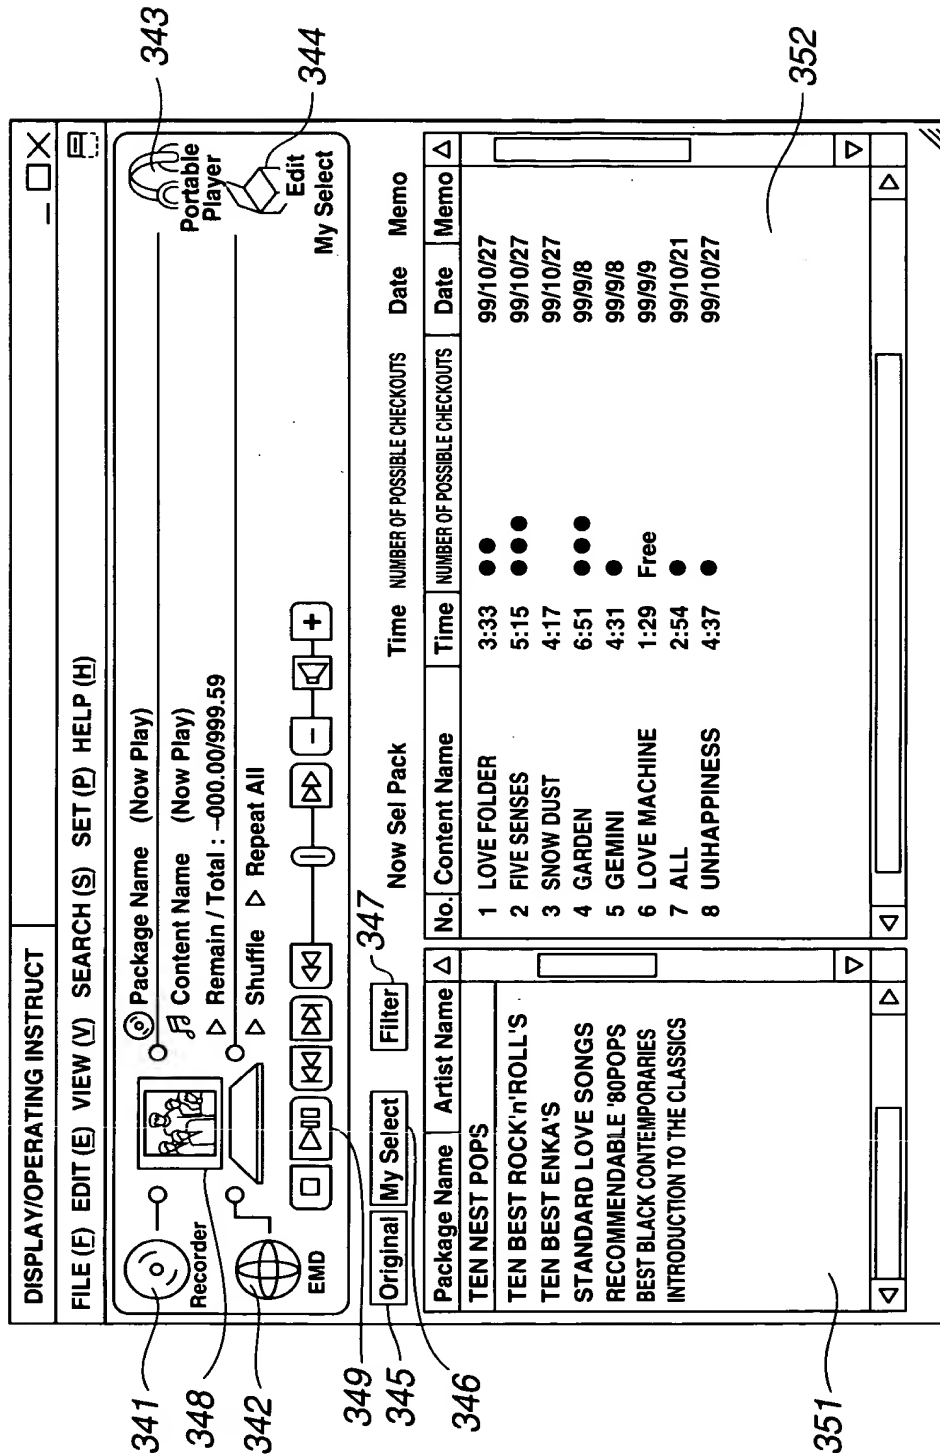 DISPLAY/OPERATING INSTRUCT
FILE (F) EDIT (E) VIEW (V) SEARCH (S) SET (P) HELP (H)
341
348
342
349
345
346
351
343
344
347
352
Recorder
EMD
Package Name (Now Play)
Content Name (Now Play)
Remain / Total : –000.00/999.59
Shuffle ▷ Repeat All
Portable
Player
Edit
My Select
Original My Select Filter
Now Sel Pack Time NUMBER OF POSSIBLE CHECKOUTS Date Memo
Package Name Artist Name
TEN NEST POPS
TEN BEST ROCK'n'ROLL'S
TEN BEST ENKA'S
STANDARD LOVE SONGS
RECOMMENDABLE '80POPS
BEST BLACK CONTEMPORARIES
INTRODUCTION TO THE CLASSICS
No. Content Name Time NUMBER OF POSSIBLE CHECKOUTS Date Memo
1 LOVE FOLDER 3:33 ●● 99/10/27
2 FIVE SENSES 5:15 ●●● 99/10/27
3 SNOW DUST 4:17 99/10/27
4 GARDEN 6:51 ●●● 99/9/8
5 GEMINI 4:31 ● 99/9/8
6 LOVE MACHINE 1:29 Free 99/9/9
7 ALL 2:54 ● 99/10/21
8 UNHAPPINESS 4:37 ● 99/10/27